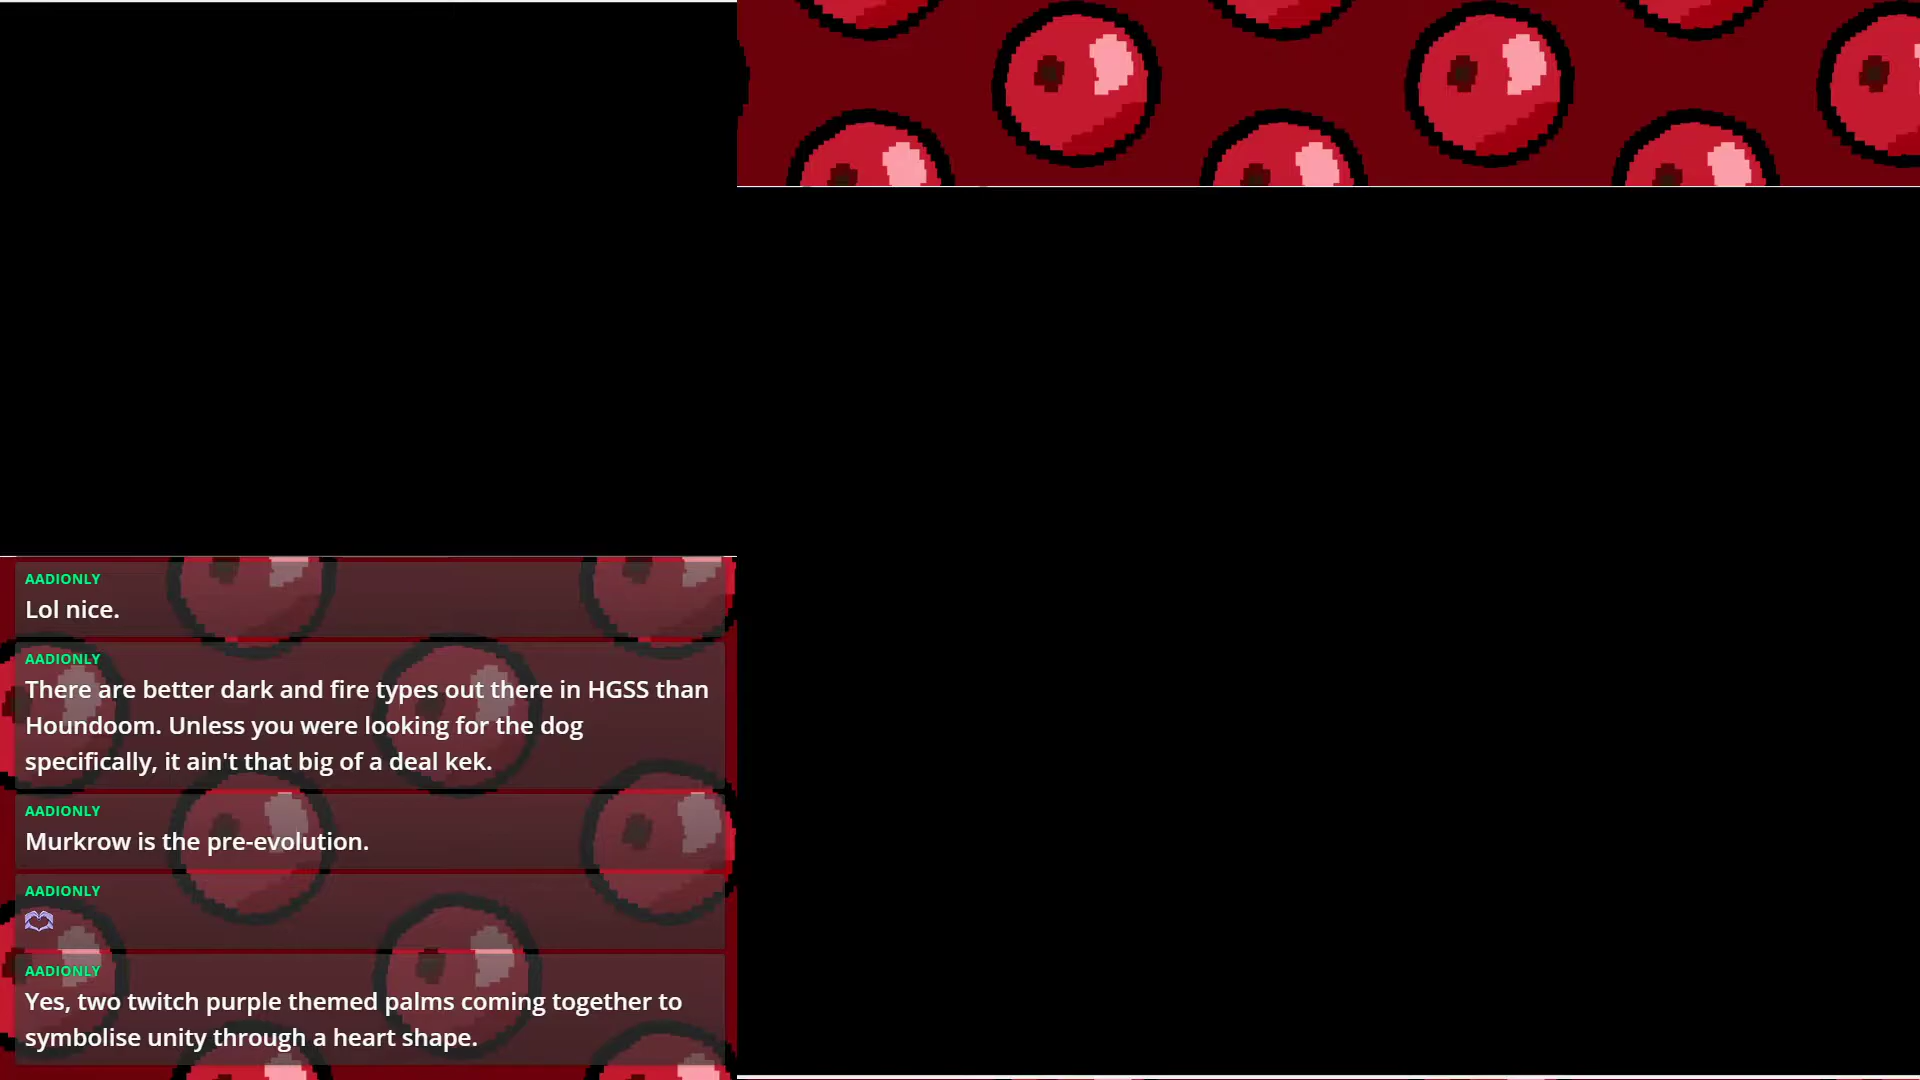 AADIONLY
Lol nice.
AADIONLY
There are better dark and fire types out there in HGSS than
Houndoom. Unless you were looking for the dog
specifically, it ain't that big of a deal kek.
AADIONLY
Murkrow is the pre-evolution.
AADIONLY
AADIONLY
Yes, two twitch purple themed palms coming together to
symbolise unity through a heart shape.